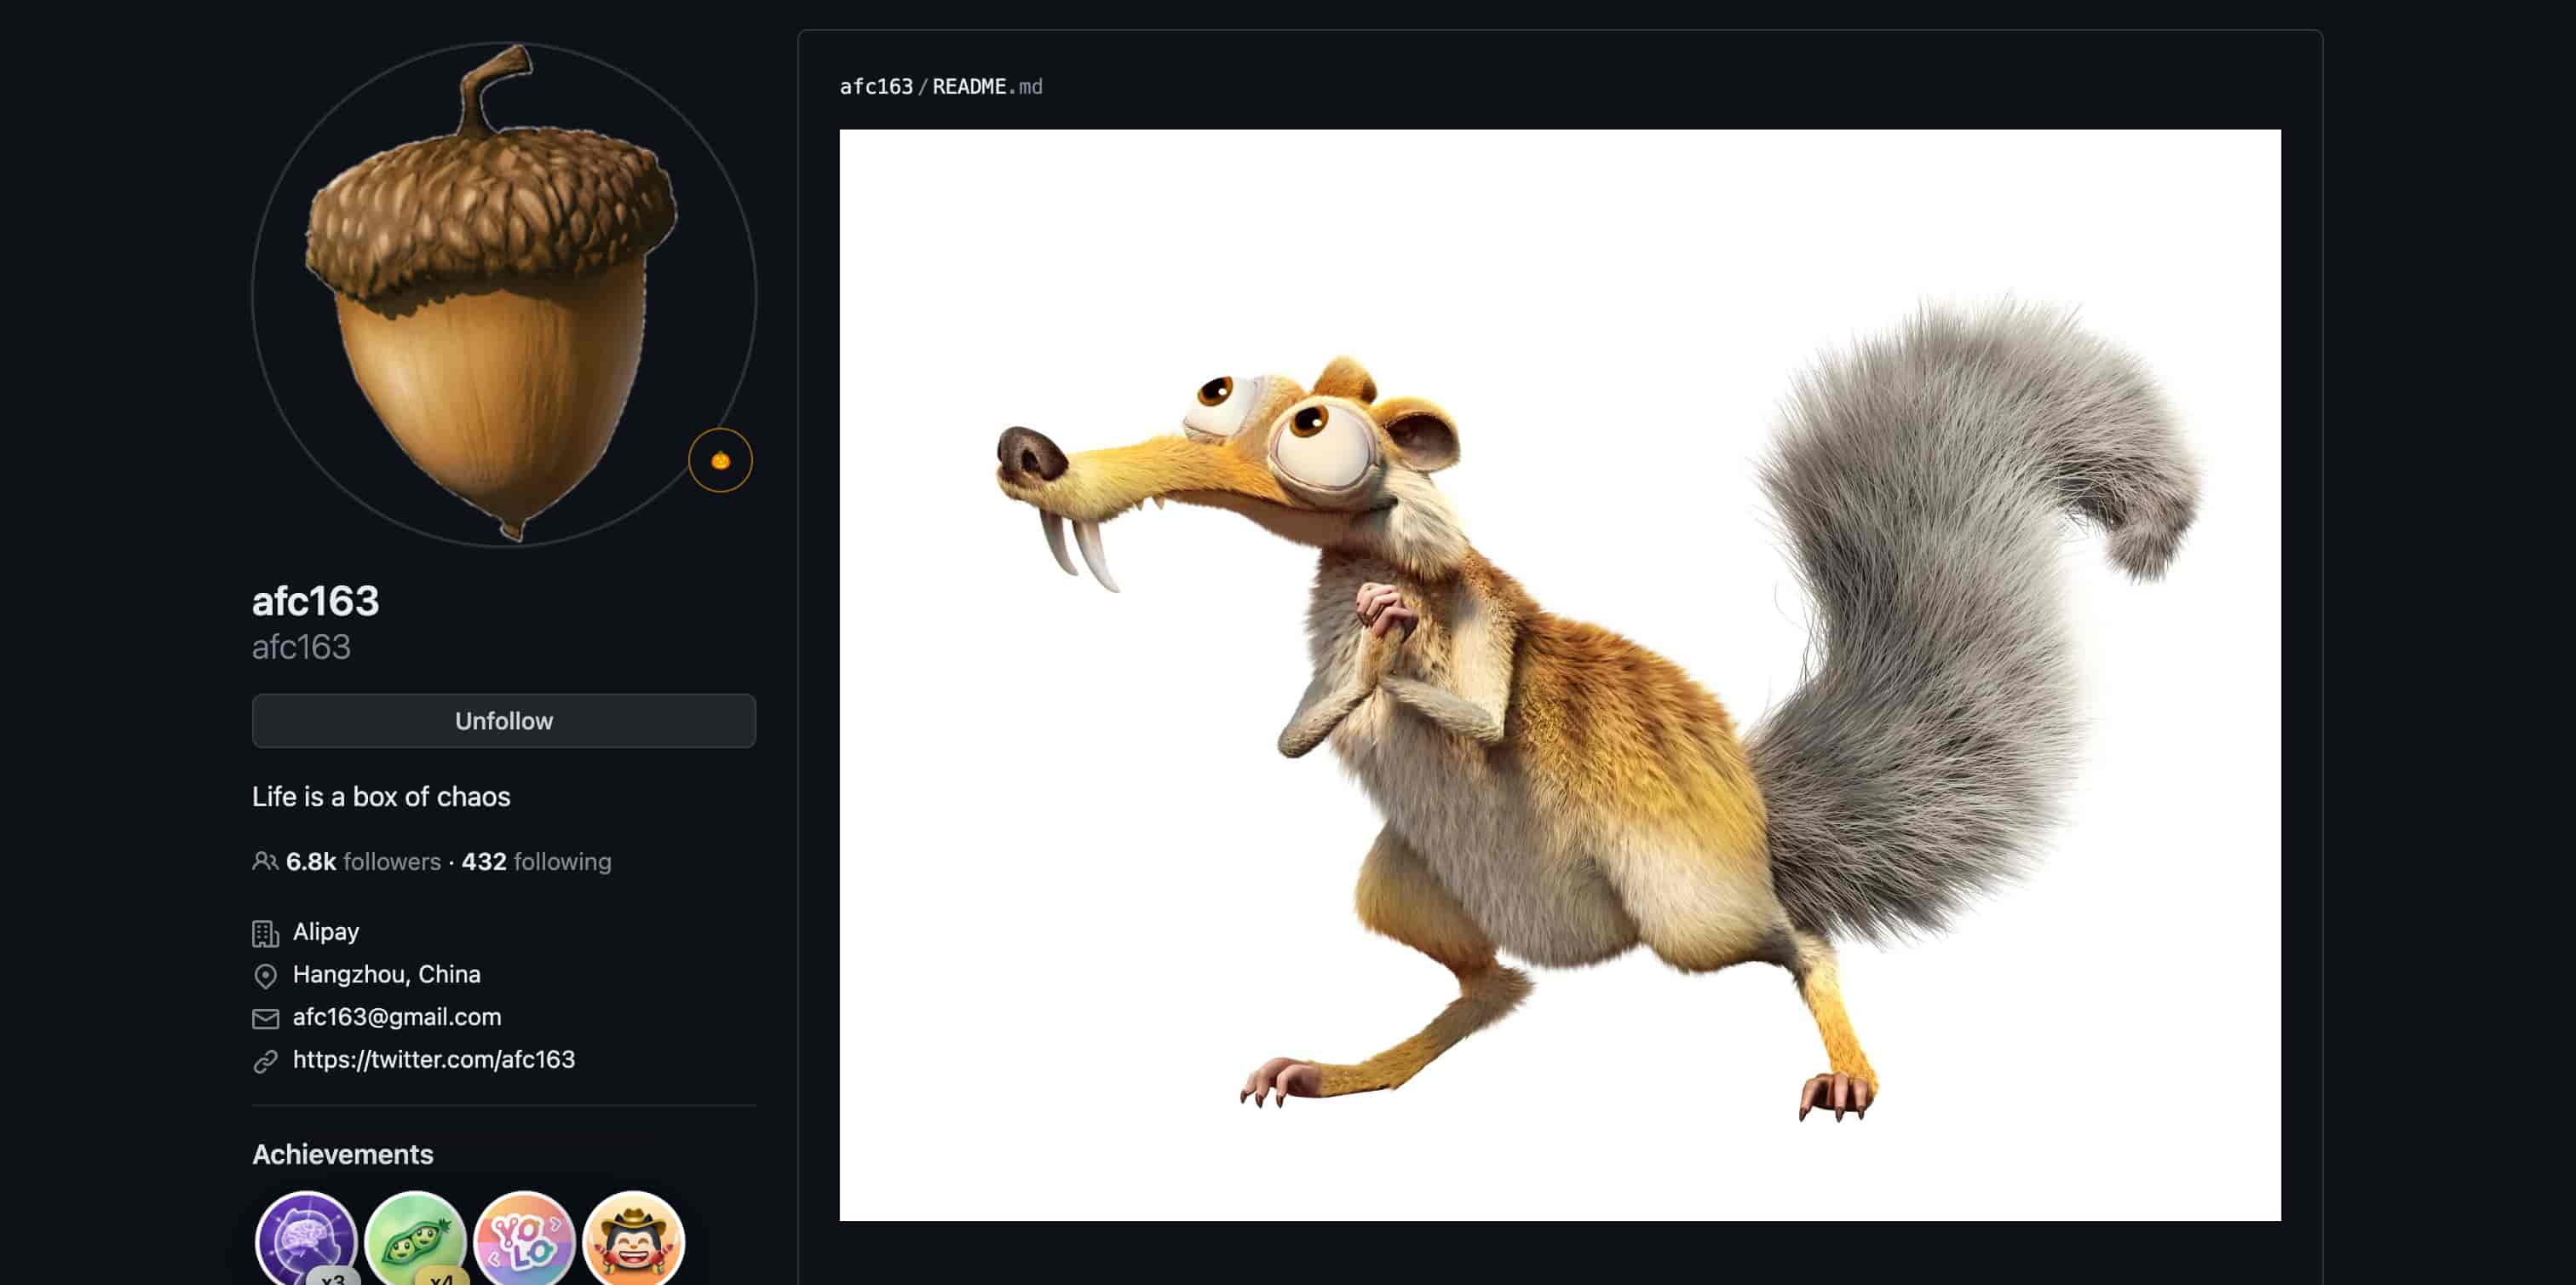 afc163
afc163
Unfollow
Life is a box of chaos
6.8k followers · 432 following
Alipay
Hangzhou, China
afc163@gmail.com
https://twitter.com/afc163
Achievements
YOLO
x3
x4
afc163/README.md